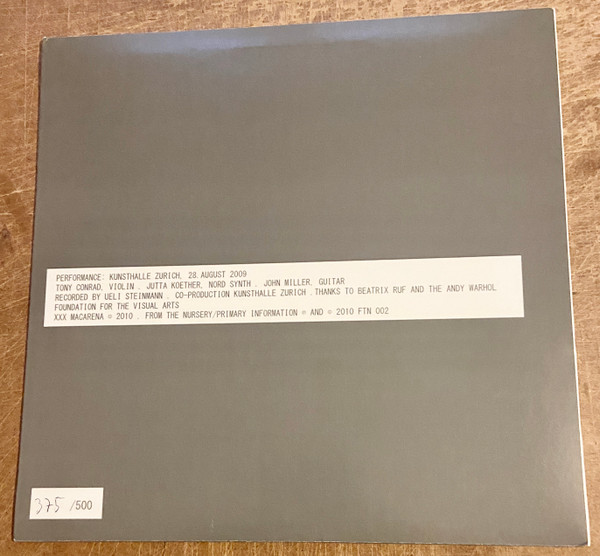 PERFORMANCE: KUNSTHALLE ZURICH, 28.AUGUST 2009
TONY CONRAD, VIOLIN . JUTTA KOETHER, NORD SYNTH . JOHN MILLER, GUITAR
RECORDED BY UELI STEINMANN . CO-PRODUCTION KUNSTHALLE ZURICH .THANKS TO BEATRIX RUF AND THE ANDY WARHOL
FOUNDATION FOR THE VISUAL ARTS
XXX MACARENA © 2010 . FROM THE NURSERY/PRIMARY INFORMATION ℗ AND © 2010 FTN 002
375 /500